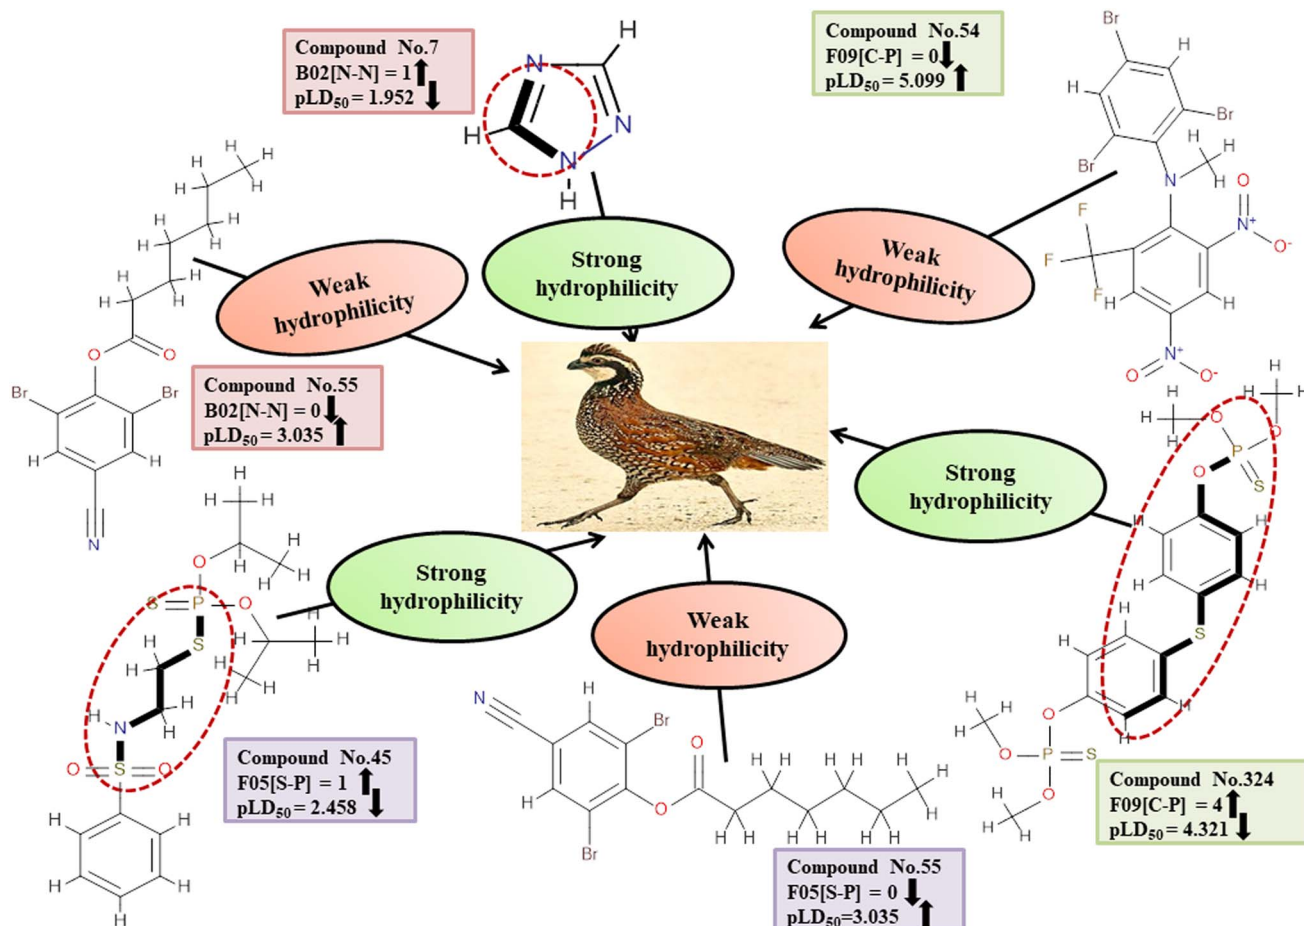 Compound No.7
B02[N-N] = 1
pLD50 = 1.952
Compound No.54
F09[C-P] = 0
pLD50 = 5.099
Strong
hydrophilicity
Weak
hydrophilicity
Weak
hydrophilicity
Compound No.55
B02[N-N] = 0
pLD50 = 3.035
Strong
hydrophilicity
Strong
hydrophilicity
Weak
hydrophilicity
Compound No.45
F05[S-P] = 1
pLD50 = 2.458
Compound No.324
F09[C-P] = 4
pLD50 = 4.321
Compound No.55
F05[S-P] = 0
pLD50=3.035